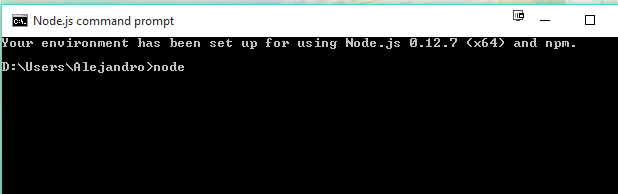 Node.js command prompt
Your environment has been set up for using Node.js 0.12.7 (x64) and npm.
D:\Users\Alejandro>node